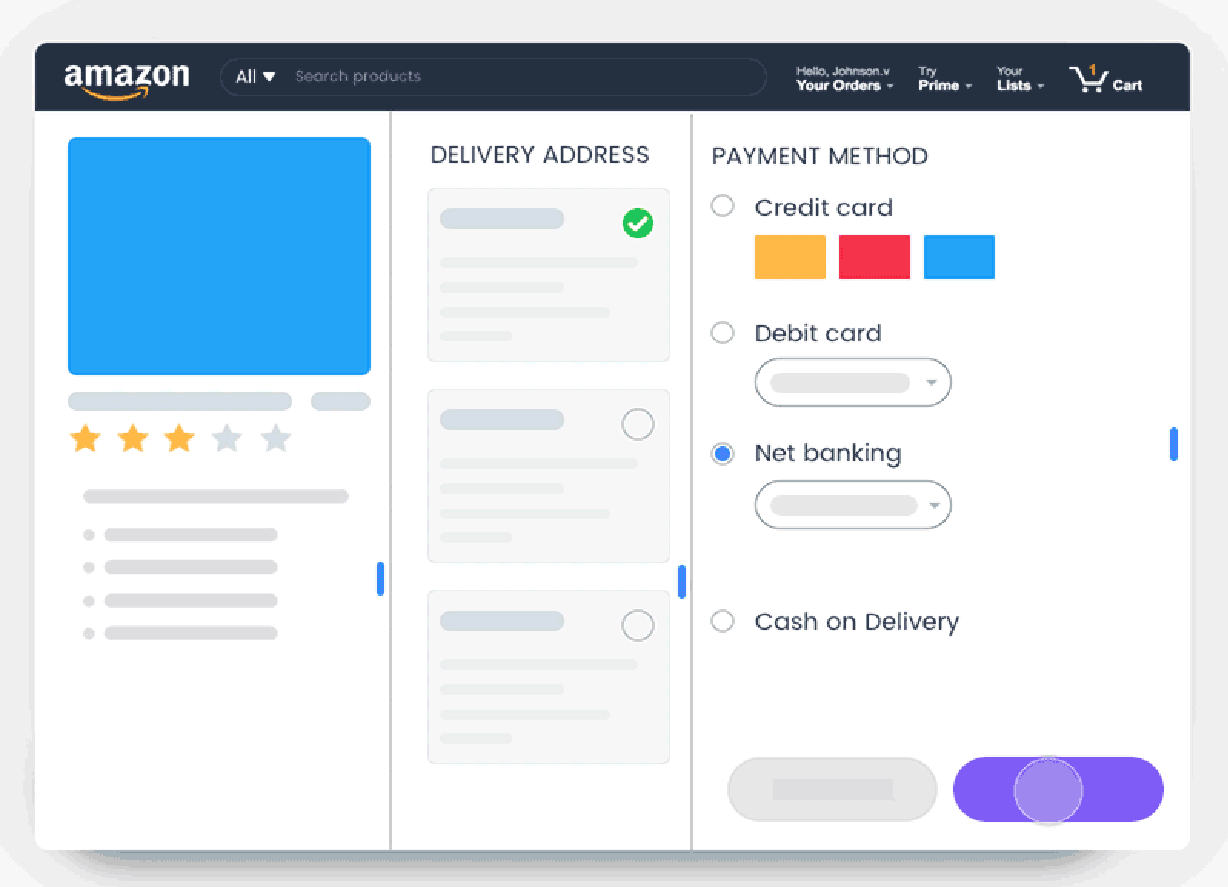 amazon
All
Search products
Hello, Johnson.v
Your Orders
Try
Prime
Your
Lists
1
Cart
DELIVERY ADDRESS
PAYMENT METHOD
Credit card
Debit card
Net banking
Cash on Delivery